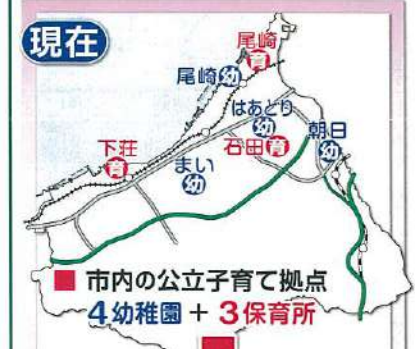 現在
尾崎
育
尾崎幼
はあとり
幼
朝日
幼
下荘
育
石田育
まい
幼
■ 市内の公立子育て拠点
4幼稚園+3保育所